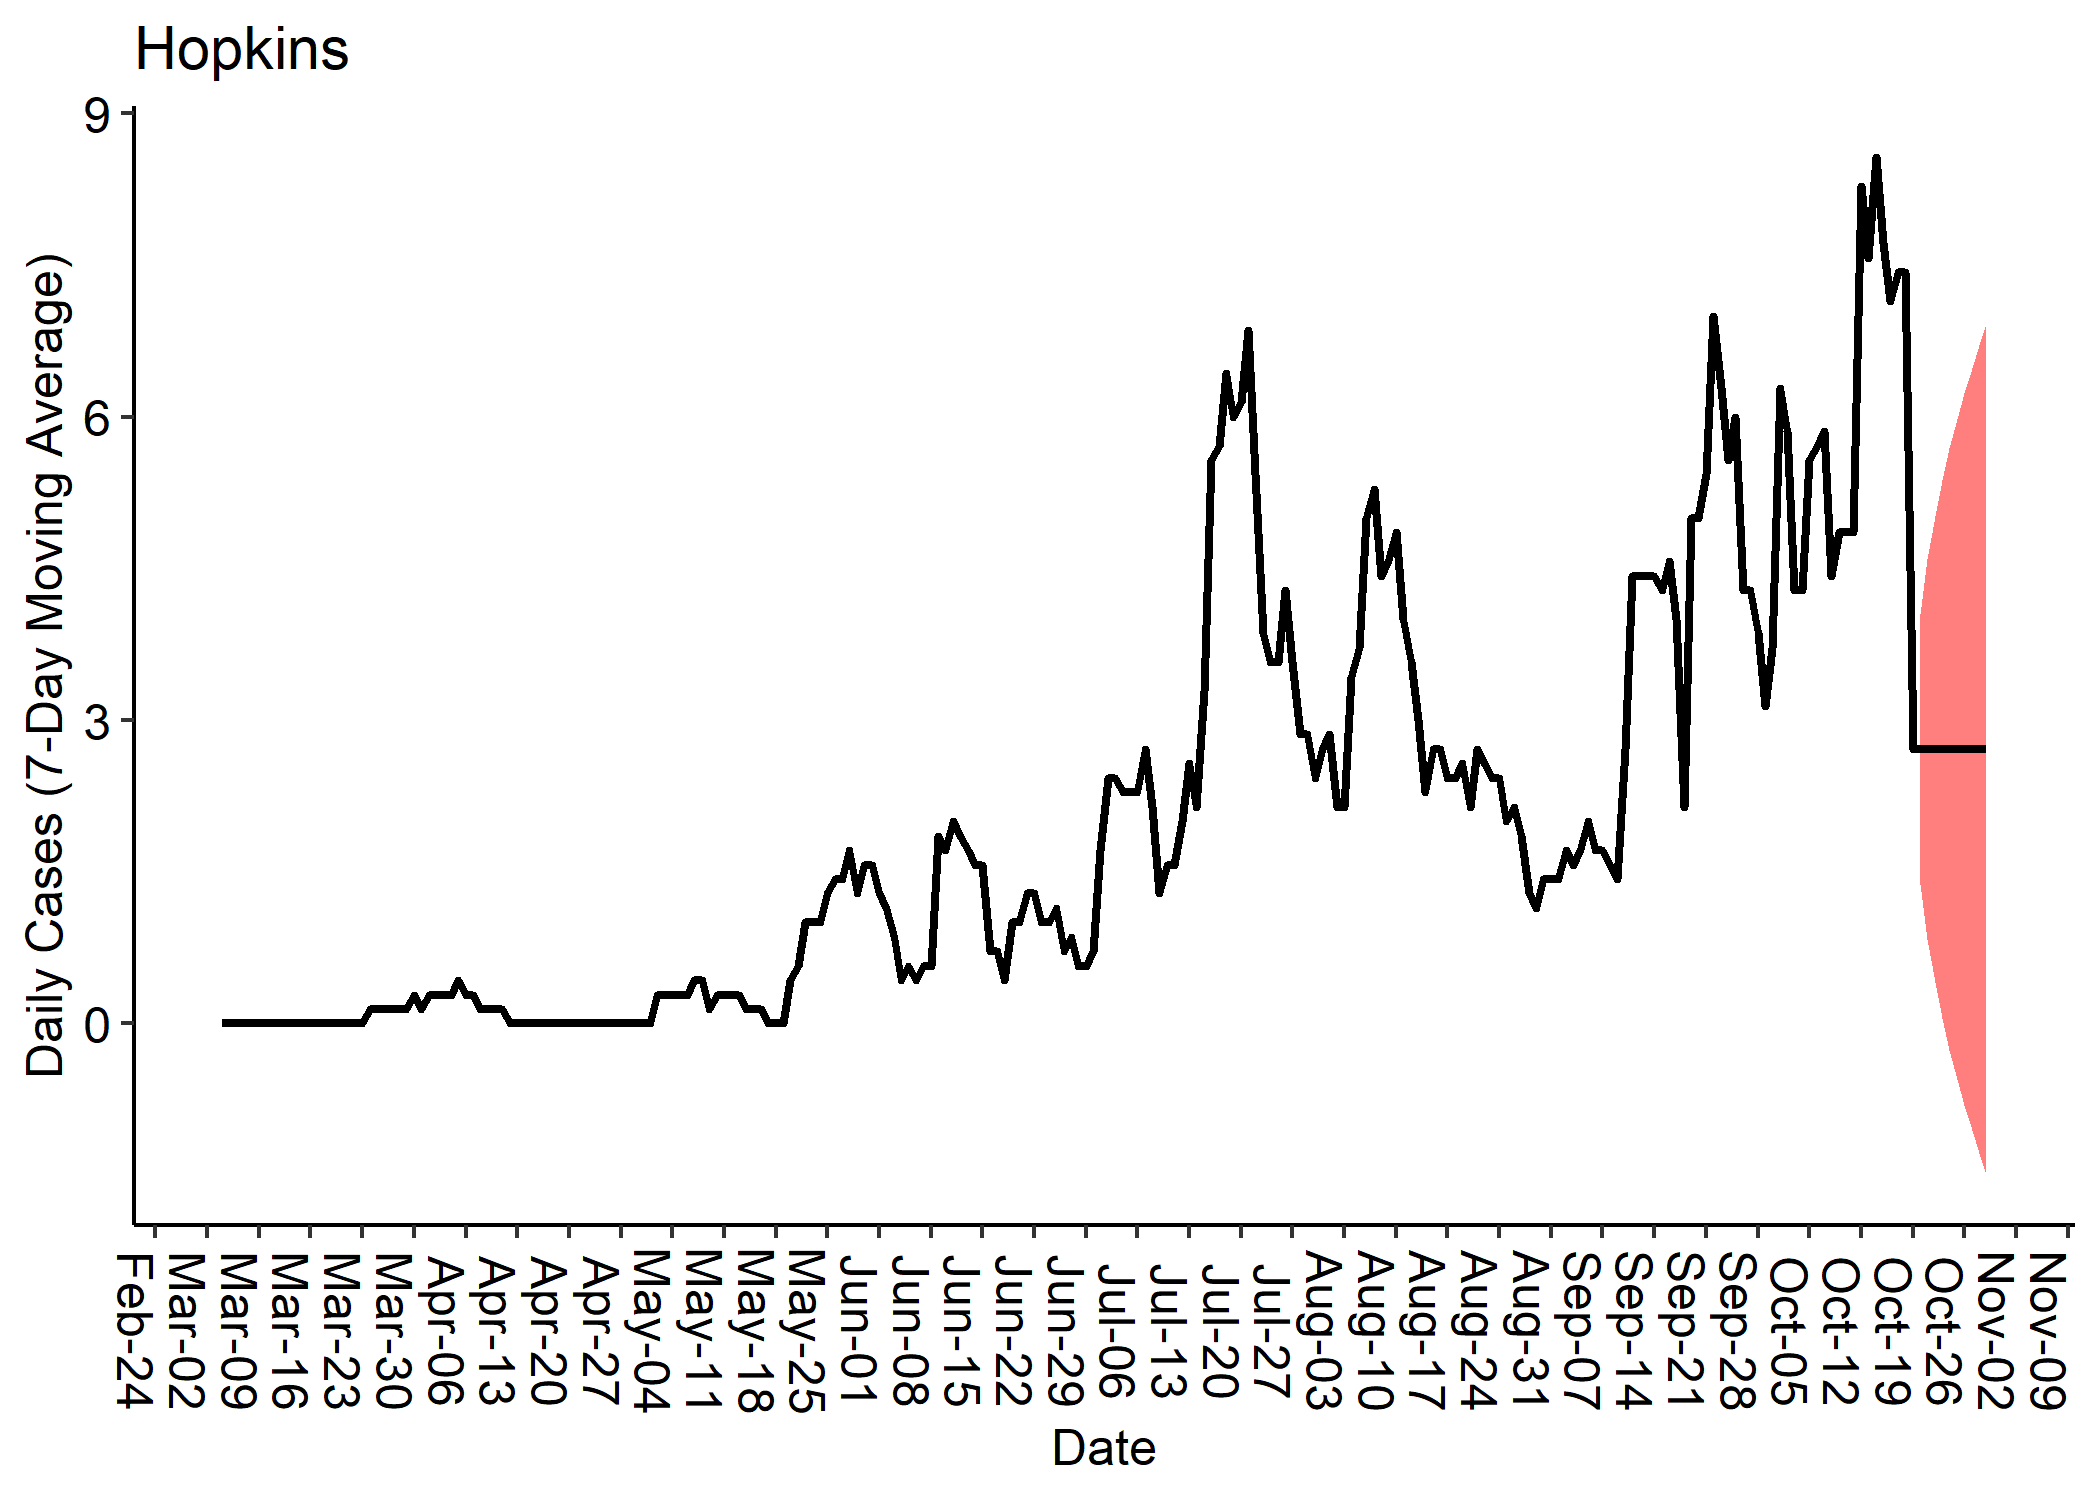 Hopkins
Daily Cases (7-Day Moving Average)
9
6
3
0
Feb-24
Mar-02
Mar-09
Mar-16
Mar-23
Mar-30
Apr-06
Apr-13
Apr-20
Apr-27
May-04
May-11
May-18
May-25
Jun-01
Jun-08
Jun-15
Jun-22
Jun-29
Jul-06
Jul-13
Jul-20
Jul-27
Aug-03
Aug-10
Aug-17
Aug-24
Aug-31
Sep-07
Sep-14
Sep-21
Sep-28
Oct-05
Oct-12
Oct-19
Oct-26
Nov-02
Nov-09
Date